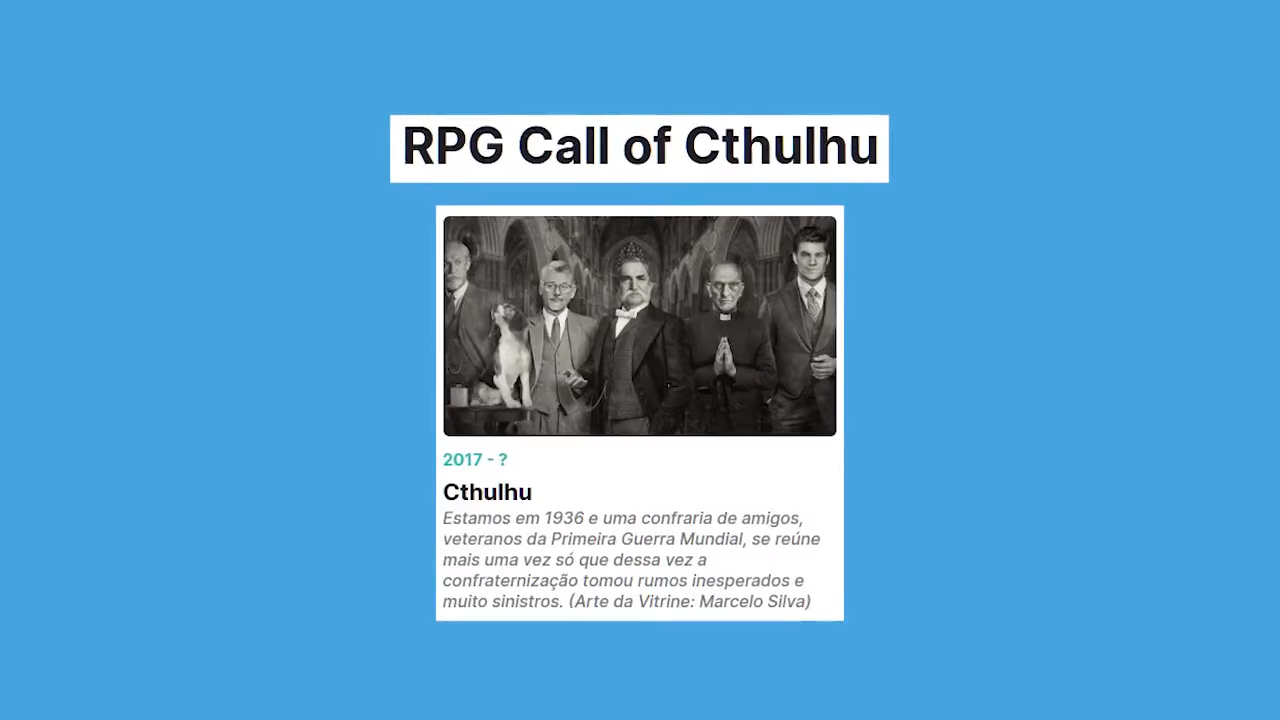 RPG Call of Cthulhu
2017 - ?
Cthulhu
Estamos em 1936 e uma confraria de amigos,
veteranos da Primeira Guerra Mundial, se reúne
mais uma vez só que dessa vez a
confraternização tomou rumos inesperados e
muito sinistros. (Arte da Vitrine: Marcelo Silva)